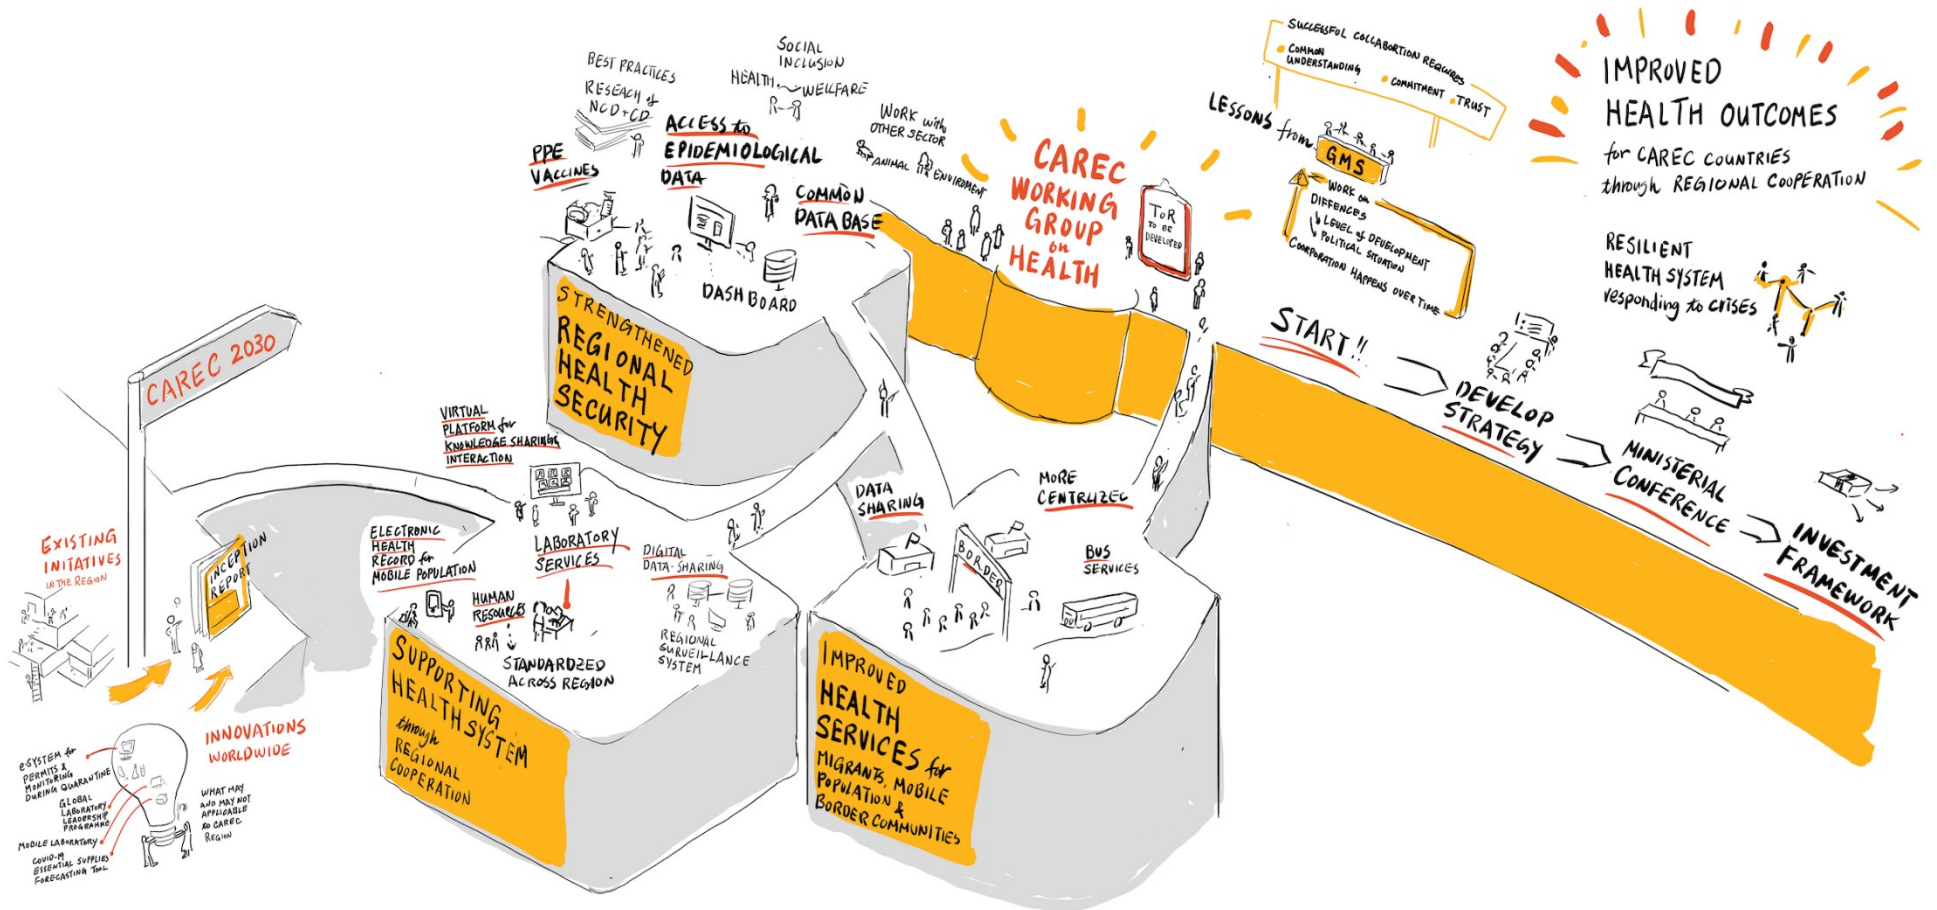 CAREC 2030
EXISTING
INITATIVES
IN THE REGION
INCEPTION
REPORT
INNOVATIONS
WORLDWIDE
e-SYSTEM for
PERMITS &
MONITORING
DURING QUARANTINE
GLOBAL
LABORATORY
LEADERSHIP
PROGRAMME
MOBILE LABORATORY
COVID-19
ESSENTIAL SUPPLIES
FORECASTING TOOL
WHAT MAY
AND MAY NOT
APPLICABLE
to CAREC
REGION
VIRTUAL
PLATFORM for
KNOWLEDGE SHARING &
INTERACTION
ELECTRONIC
HEALTH
RECORD for
MOBILE POPULATION
LABORATORY
SERVICES
HUMAN
RESOURCES
STANDARDZED
ACROSS REGION
DIGITAL
DATA-SHARING
REGIONAL
SURVEILLANCE
SYSTEM
SUPPORTING
HEALTH SYSTEM
through
REGIONAL
COOPERATION
BEST PRACTICES
RESEACH of
NCD+CD
SOCIAL
INCLUSION
HEALTH
WELLFARE
PPE
VACCINES
ACCESS to
EPIDEMIOLOGICAL
DATA
WORK with
OTHER SECTOR
ANIMAL
ENVIROMENT
COMMON
DATA BASE
DASHBOARD
STRENGTHENED
REGIONAL
HEALTH
SECURITY
DATA
SHARING
MORE
CENTRLIZEC
BORDER
BUS
SERVICES
IMPROVED
HEALTH
SERVICES for
MIGRANTS, MOBILE
POPULATION &
BORDER COMMUNITIES
CAREC
WORKING
GROUP
on
HEALTH
ToR
TO BE
DEVELOPED
SUCCESSFUL COLLABORTION REQUIRES
COMMON
UNDERSTANDING
COMMITMENT
TRUST
LESSONS from
GMS
WORK on
DIFFENCES
LEVEL of DEVELOPMENT
POLITICAL SITUATION
COORPORATION HAPPENS OVER TIME
START!!
DEVELOP
STRATEGY
MINISTERIAL
CONFERENCE
INVESTMENT
FRAMEWORK
IMPROVED
HEALTH OUTCOMES
for CAREC COUNTRIES
through REGIONAL COOPERATION
RESILIENT
HEALTH SYSTEM
responding to crises